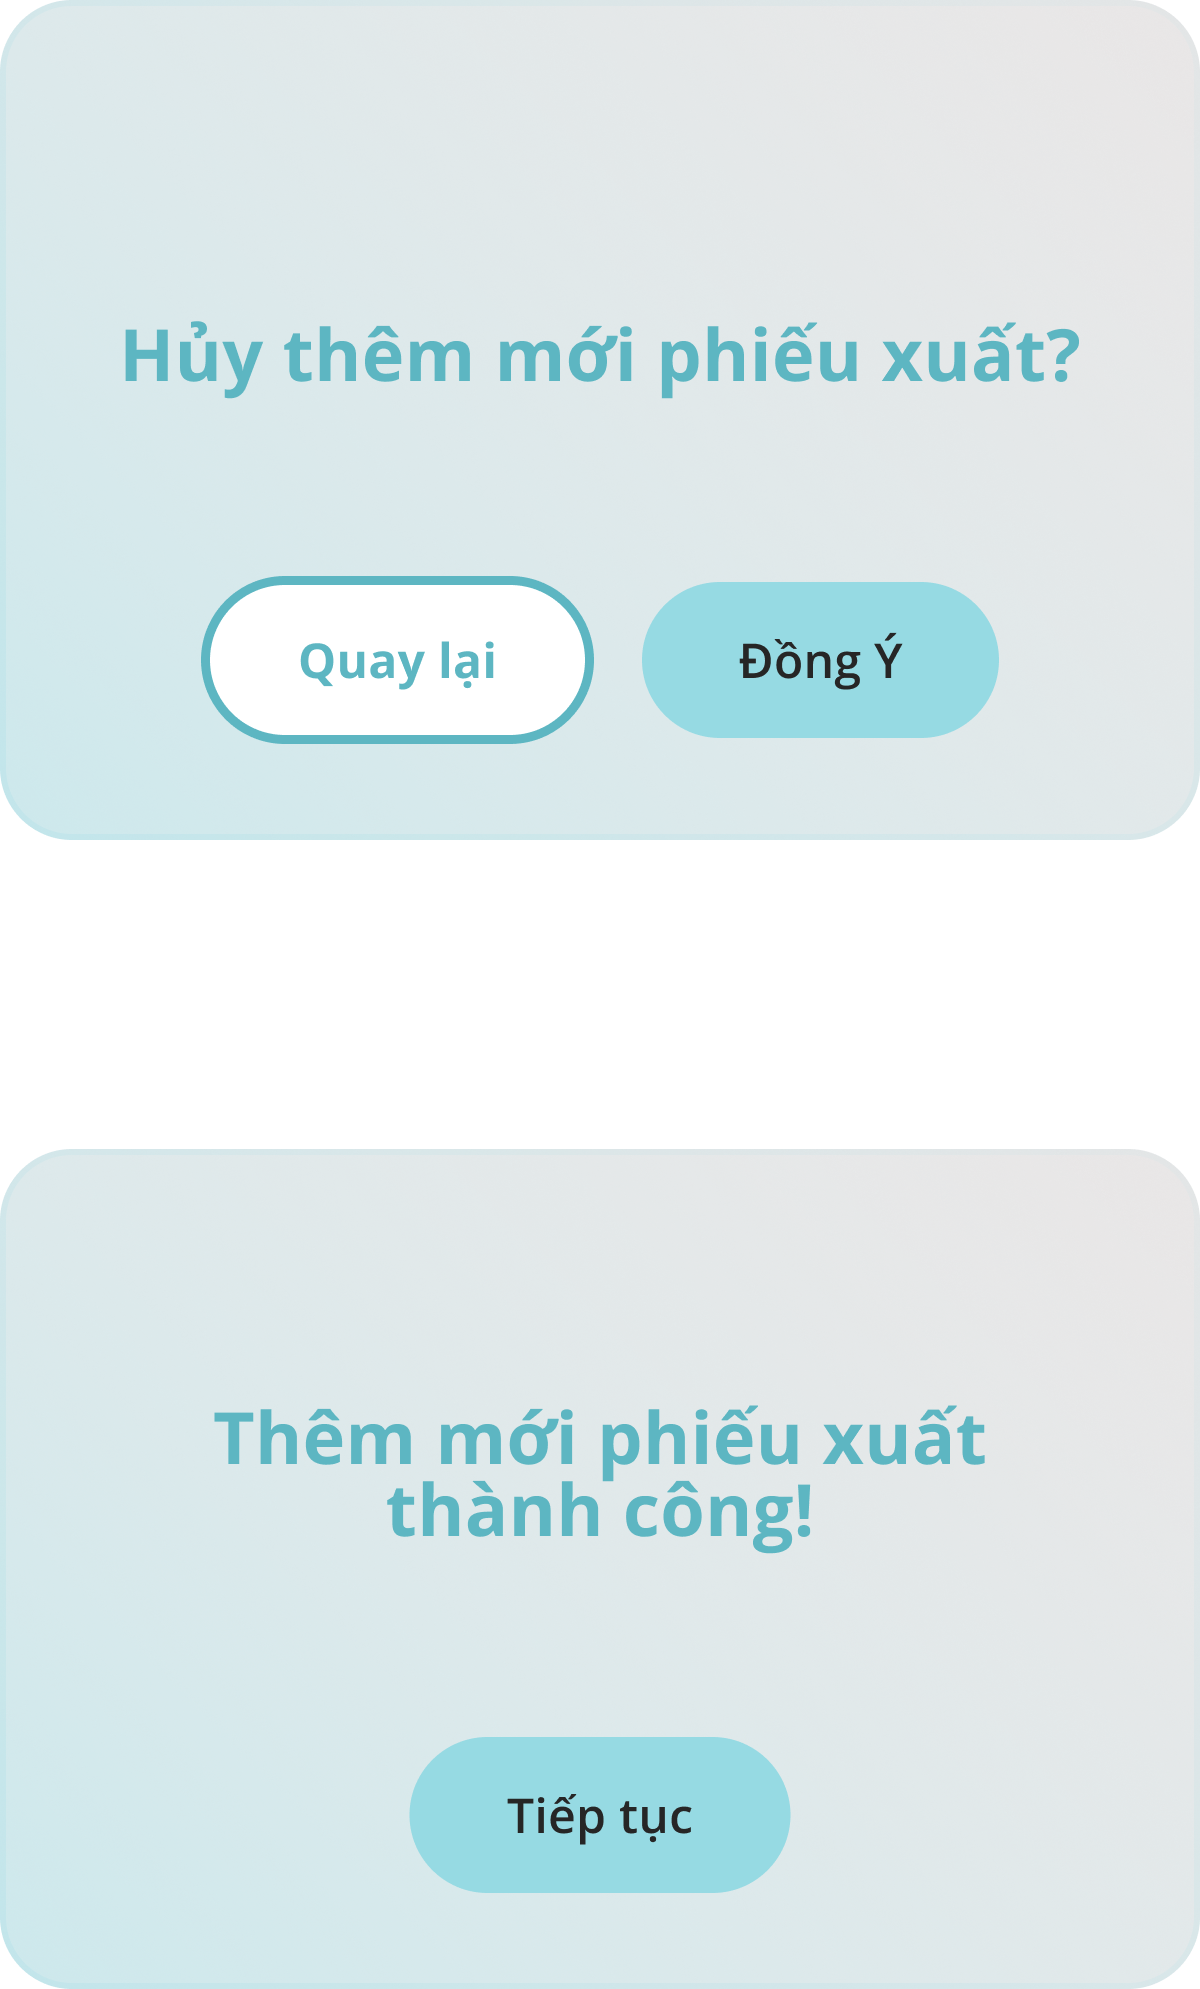 Hủy thêm mới phiếu xuất?
Quay lại
Đồng Ý
Thêm mới phiếu xuất
thành công!
Tiếp tục